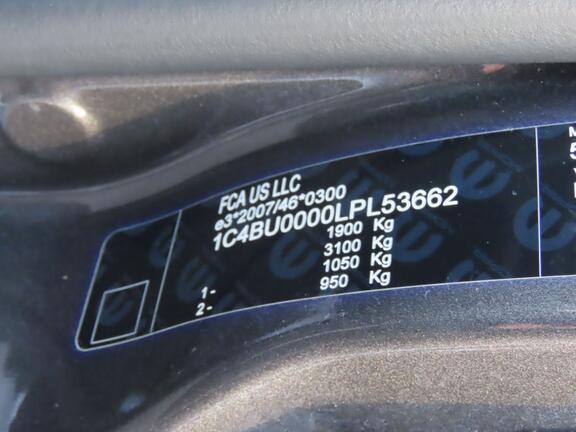 FCA US LLC
e3*2007/46*0300
1C4BU0000LPL53662
1900 Kg
3100 Kg
1- 1050 Kg
2- 950 Kg